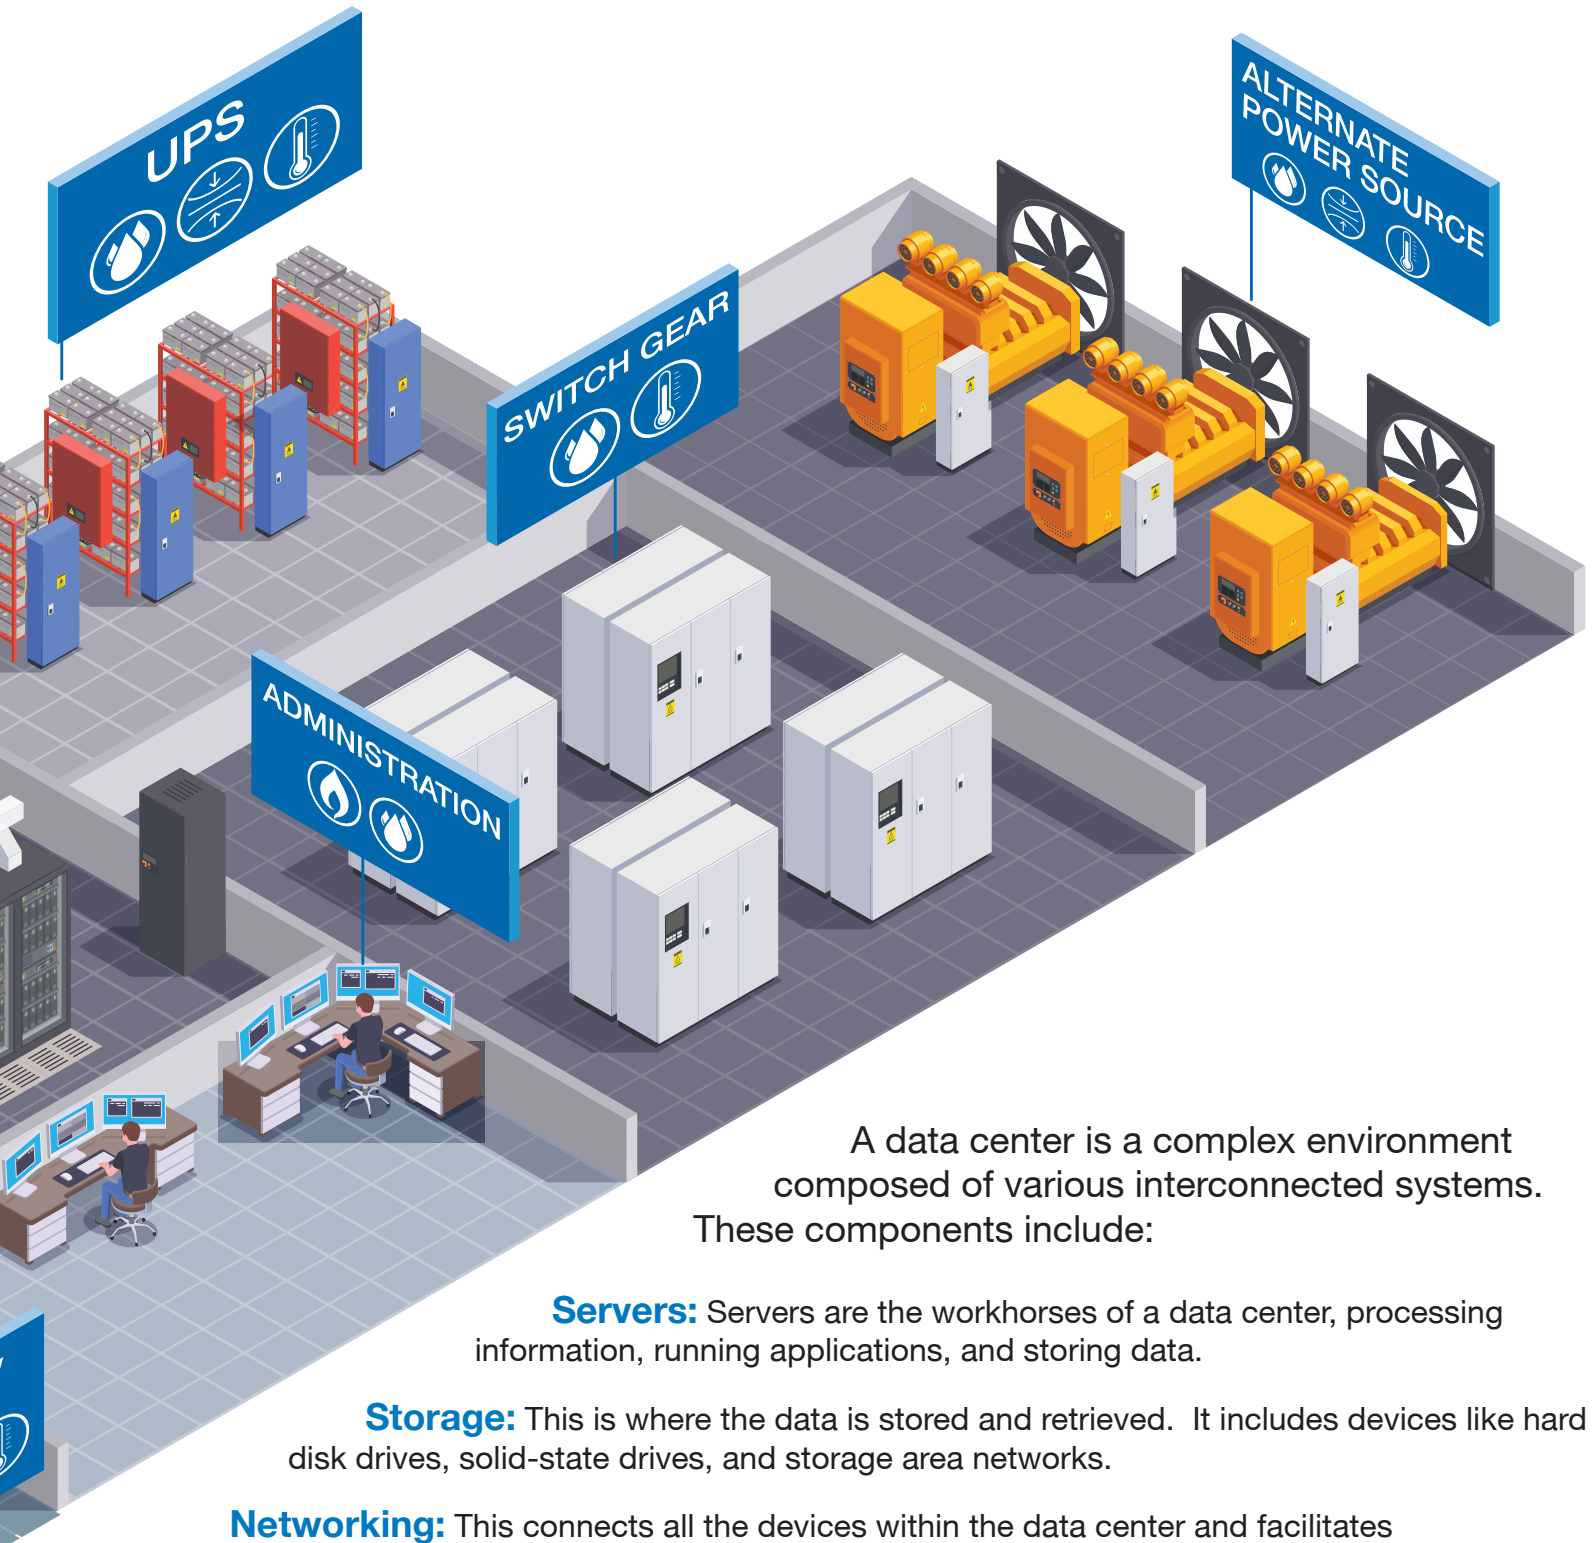 UPS
ALTERNATE
POWER SOURCE
SWITCH GEAR
ADMINISTRATION
A data center is a complex environment
composed of various interconnected systems.
These components include:
Servers: Servers are the workhorses of a data center, processing
information, running applications, and storing data.
Storage: This is where the data is stored and retrieved.  It includes devices like hard
disk drives, solid-state drives, and storage area networks.
Networking: This connects all the devices within the data center and facilitates